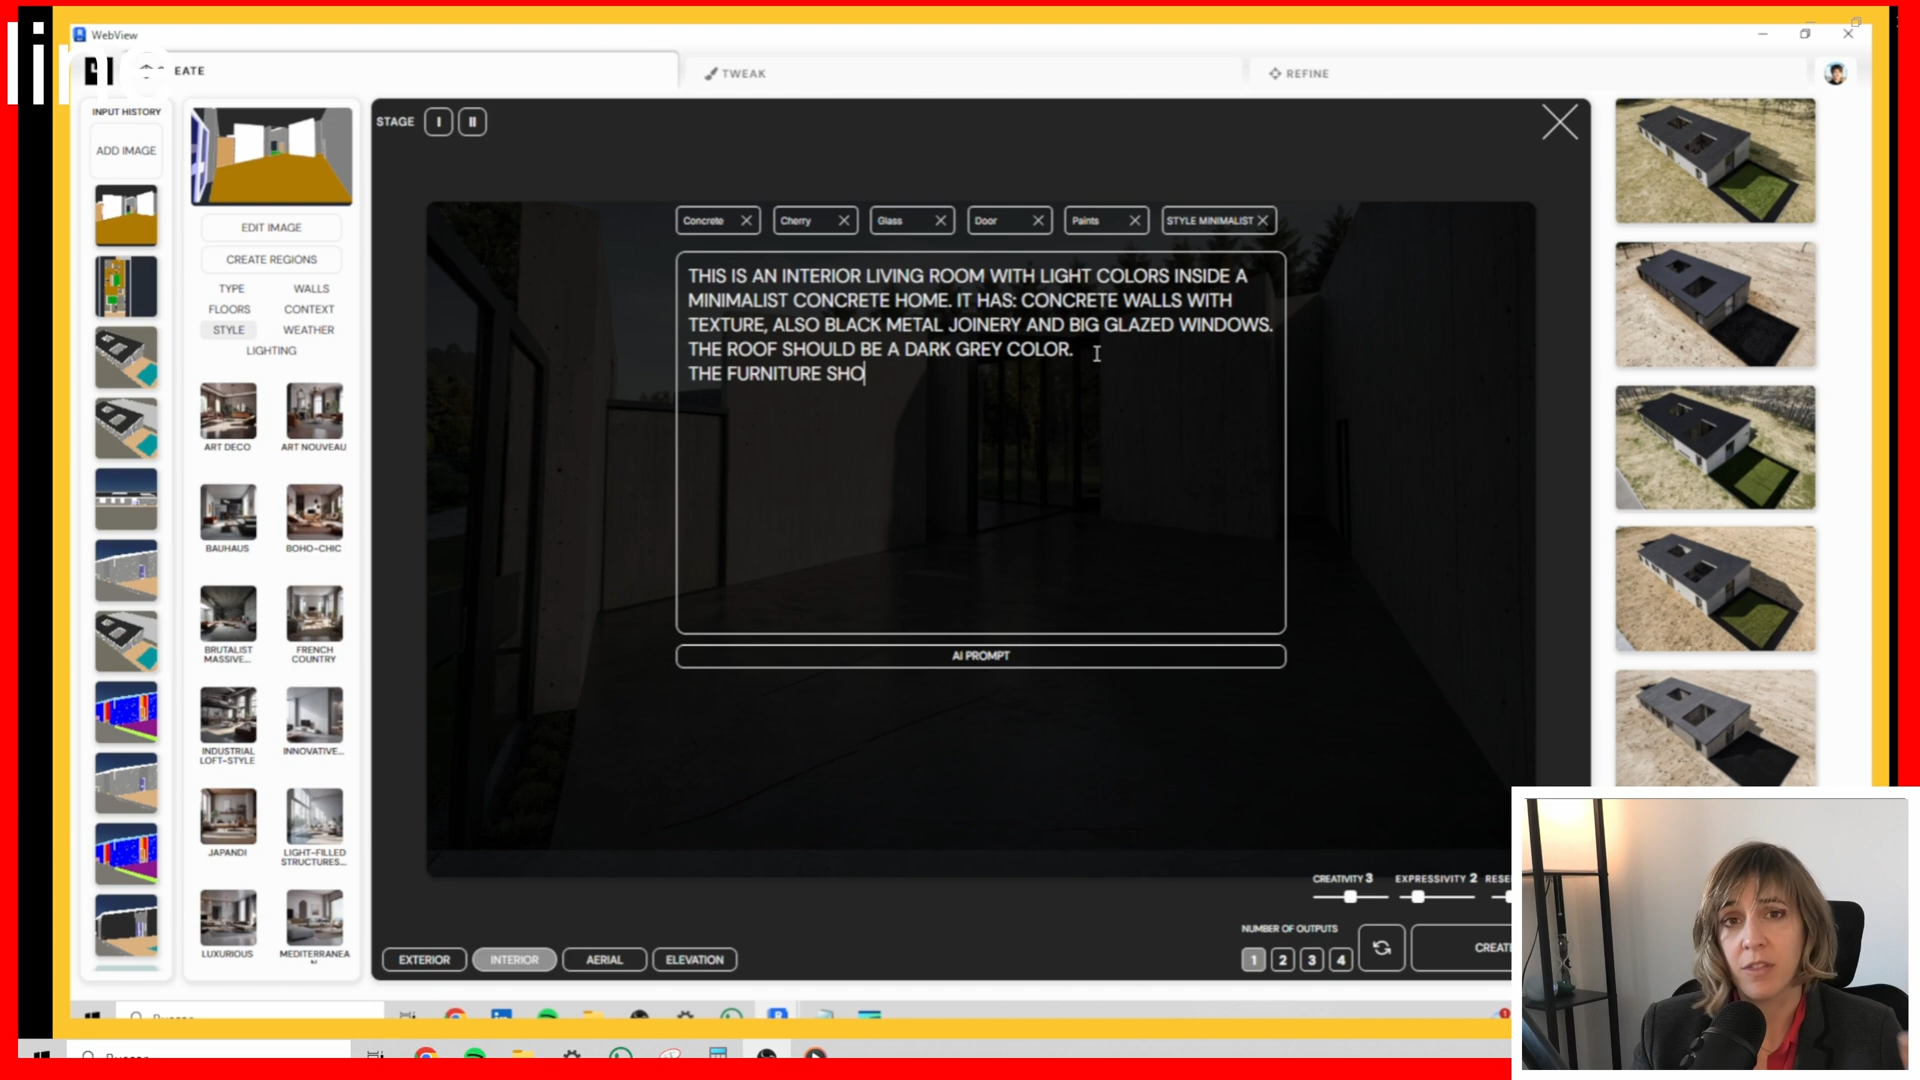 line
WebView
EATE
TWEAK
REFINE
INPUT HISTORY
ADD IMAGE
EDIT IMAGE
CREATE REGIONS
TYPE WALLS
FLOORS CONTEXT
STYLE WEATHER
LIGHTING
ART DECO
ART NOUVEAU
BAUHAUS
BOHO-CHIC
BRUTALIST
MASSIVE...
FRENCH
COUNTRY
INDUSTRIAL
LOFT-STYLE
INNOVATIVE...
JAPANDI
LIGHT-FILLED
STRUCTURES...
LUXURIOUS
MEDITERRANEA
N
STAGE I II
Concrete
Cherry
Glass
Door
Paints
STYLE MINIMALIST
THIS IS AN INTERIOR LIVING ROOM WITH LIGHT COLORS INSIDE A
MINIMALIST CONCRETE HOME. IT HAS: CONCRETE WALLS WITH
TEXTURE, ALSO BLACK METAL JOINERY AND BIG GLAZED WINDOWS.
THE ROOF SHOULD BE A DARK GREY COLOR.
THE FURNITURE SHO
AI PROMPT
CREATIVITY 3
EXPRESSIVITY 2
RESE
NUMBER OF OUTPUTS
1 2 3 4
CREAT
EXTERIOR
INTERIOR
AERIAL
ELEVATION
Buscar